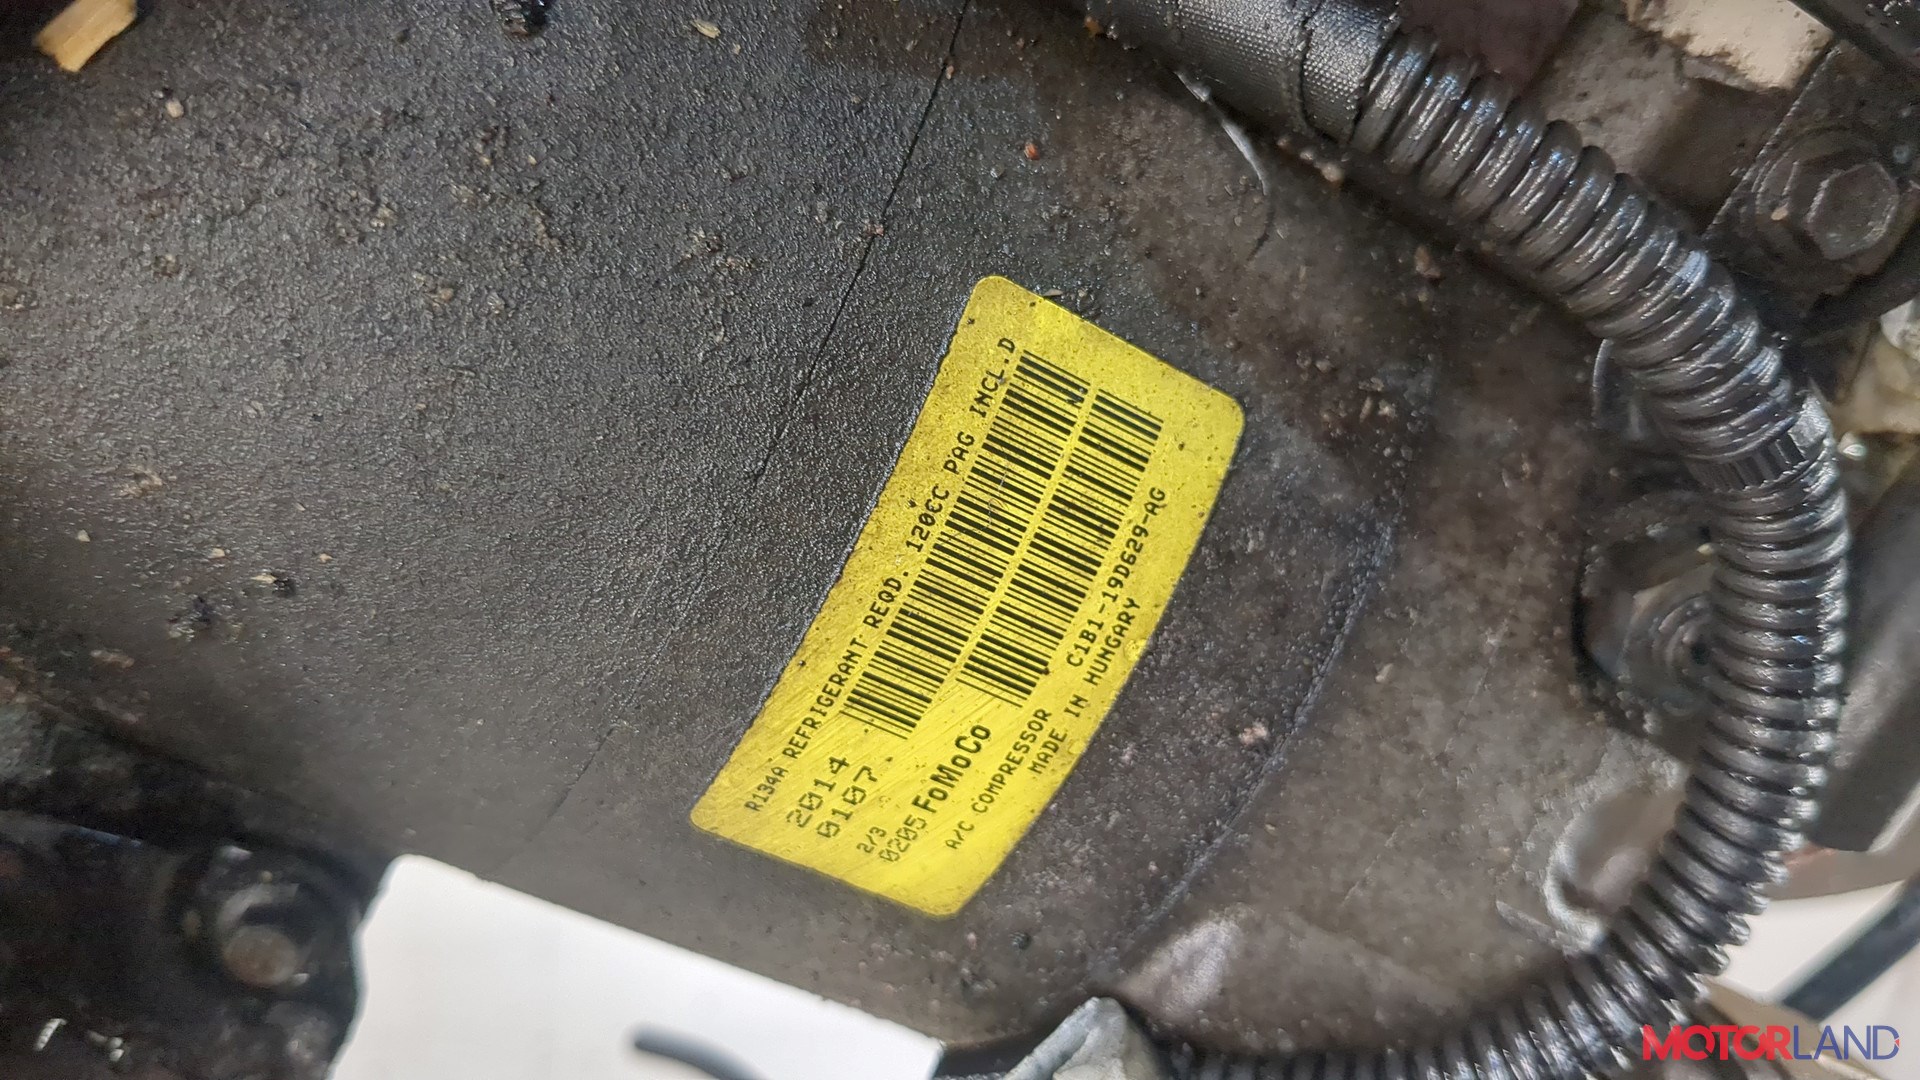 R134A REFRIGERANT REQD. 120CC PAG INCL.D
2014
0107
2/3
0205 FoMoCo
A/C COMPRESSOR C1B1-19D629-AG
MADE IN HUNGARY
MOTORLAND